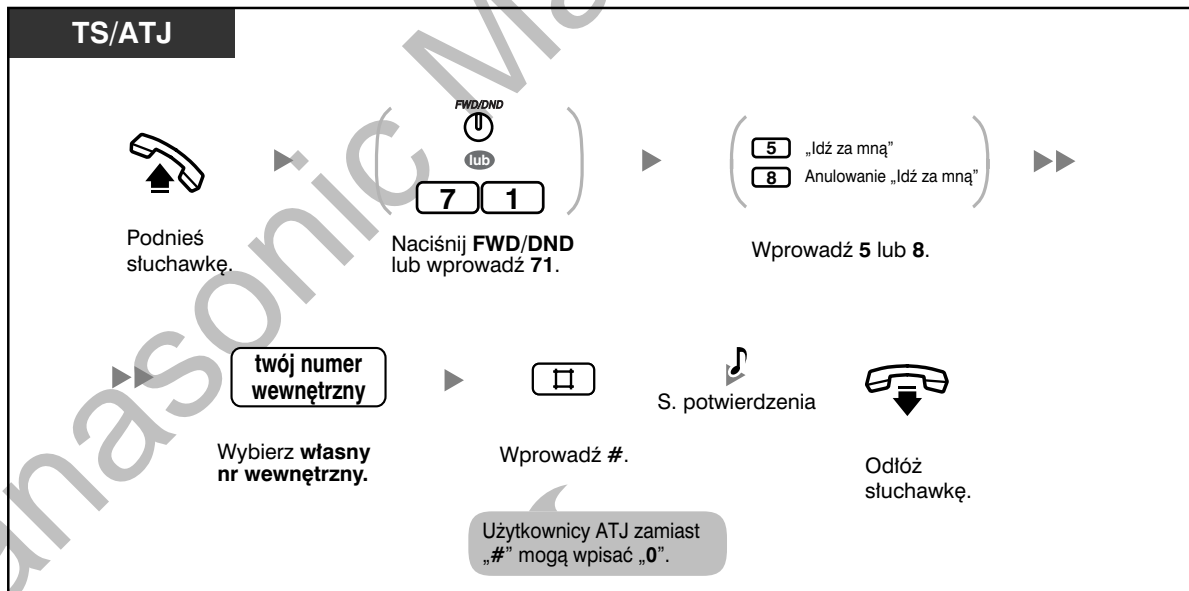 TS/ATJ
FWD/DND
lub
7 1
5 „Idź za mną”
8 Anulowanie „Idź za mną”
Podnieś
słuchawkę.
Naciśnij FWD/DND
lub wprowadź 71.
Wprowadź 5 lub 8.
twój numer
wewnętrzny
S. potwierdzenia
Wybierz własny
nr wewnętrzny.
Wprowadź #.
Odłóż
słuchawkę.
Użytkownicy ATJ zamiast
„#” mogą wpisać „0”.
anasonic Ma